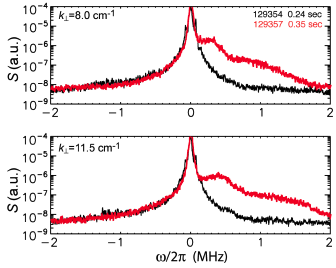 10⁻⁴
10⁻⁵
10⁻⁶
10⁻⁷
10⁻⁸
10⁻⁹
S (a.u.)
k⊥=8.0 cm⁻¹
129354 0.24 sec
129357 0.35 sec
-2 -1 0 1 2
10⁻⁴
10⁻⁵
10⁻⁶
10⁻⁷
10⁻⁸
10⁻⁹
S (a.u.)
k⊥=11.5 cm⁻¹
-2 -1 0 1 2
ω/2π (MHz)